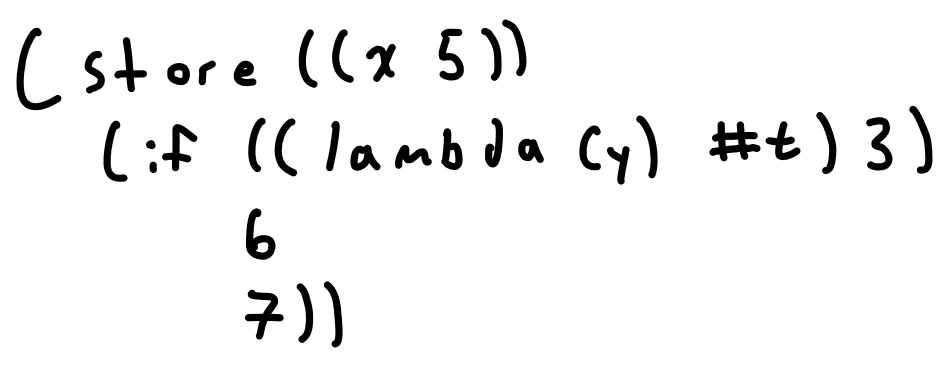 (store ((x 5))
(if ((lambda (y) #t) 3)
6
7))